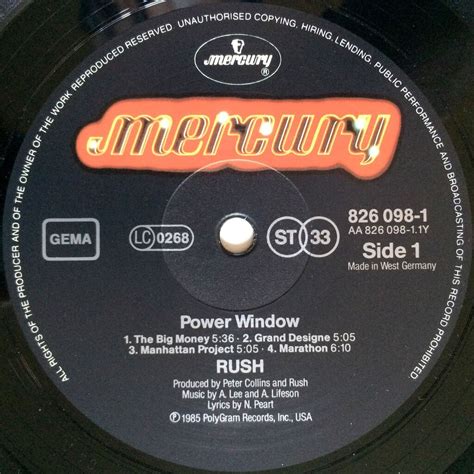 ALL RIGHTS OF THE PRODUCER AND OF THE OWNER OF THE WORK REPRODUCED RESERVED UNAUTHORISED COPYING, HIRING, LENDING, PUBLIC PERFORMANCE AND BROADCASTING OF THIS RECORD PROHIBITED
mercury ®
mercury
GEMA
LC 0268
ST 33
826 098-1
AA 826 098-1.1Y
Side 1
Made in West Germany
Power Window
1. The Big Money 5:36 · 2. Grand Designe 5:05
3. Manhattan Project 5:05 · 4. Marathon 6:10
RUSH
Produced by Peter Collins and Rush
Music by A. Lee and A. Lifeson
Lyrics by N. Peart
℗ 1985 PolyGram Records, Inc., USA